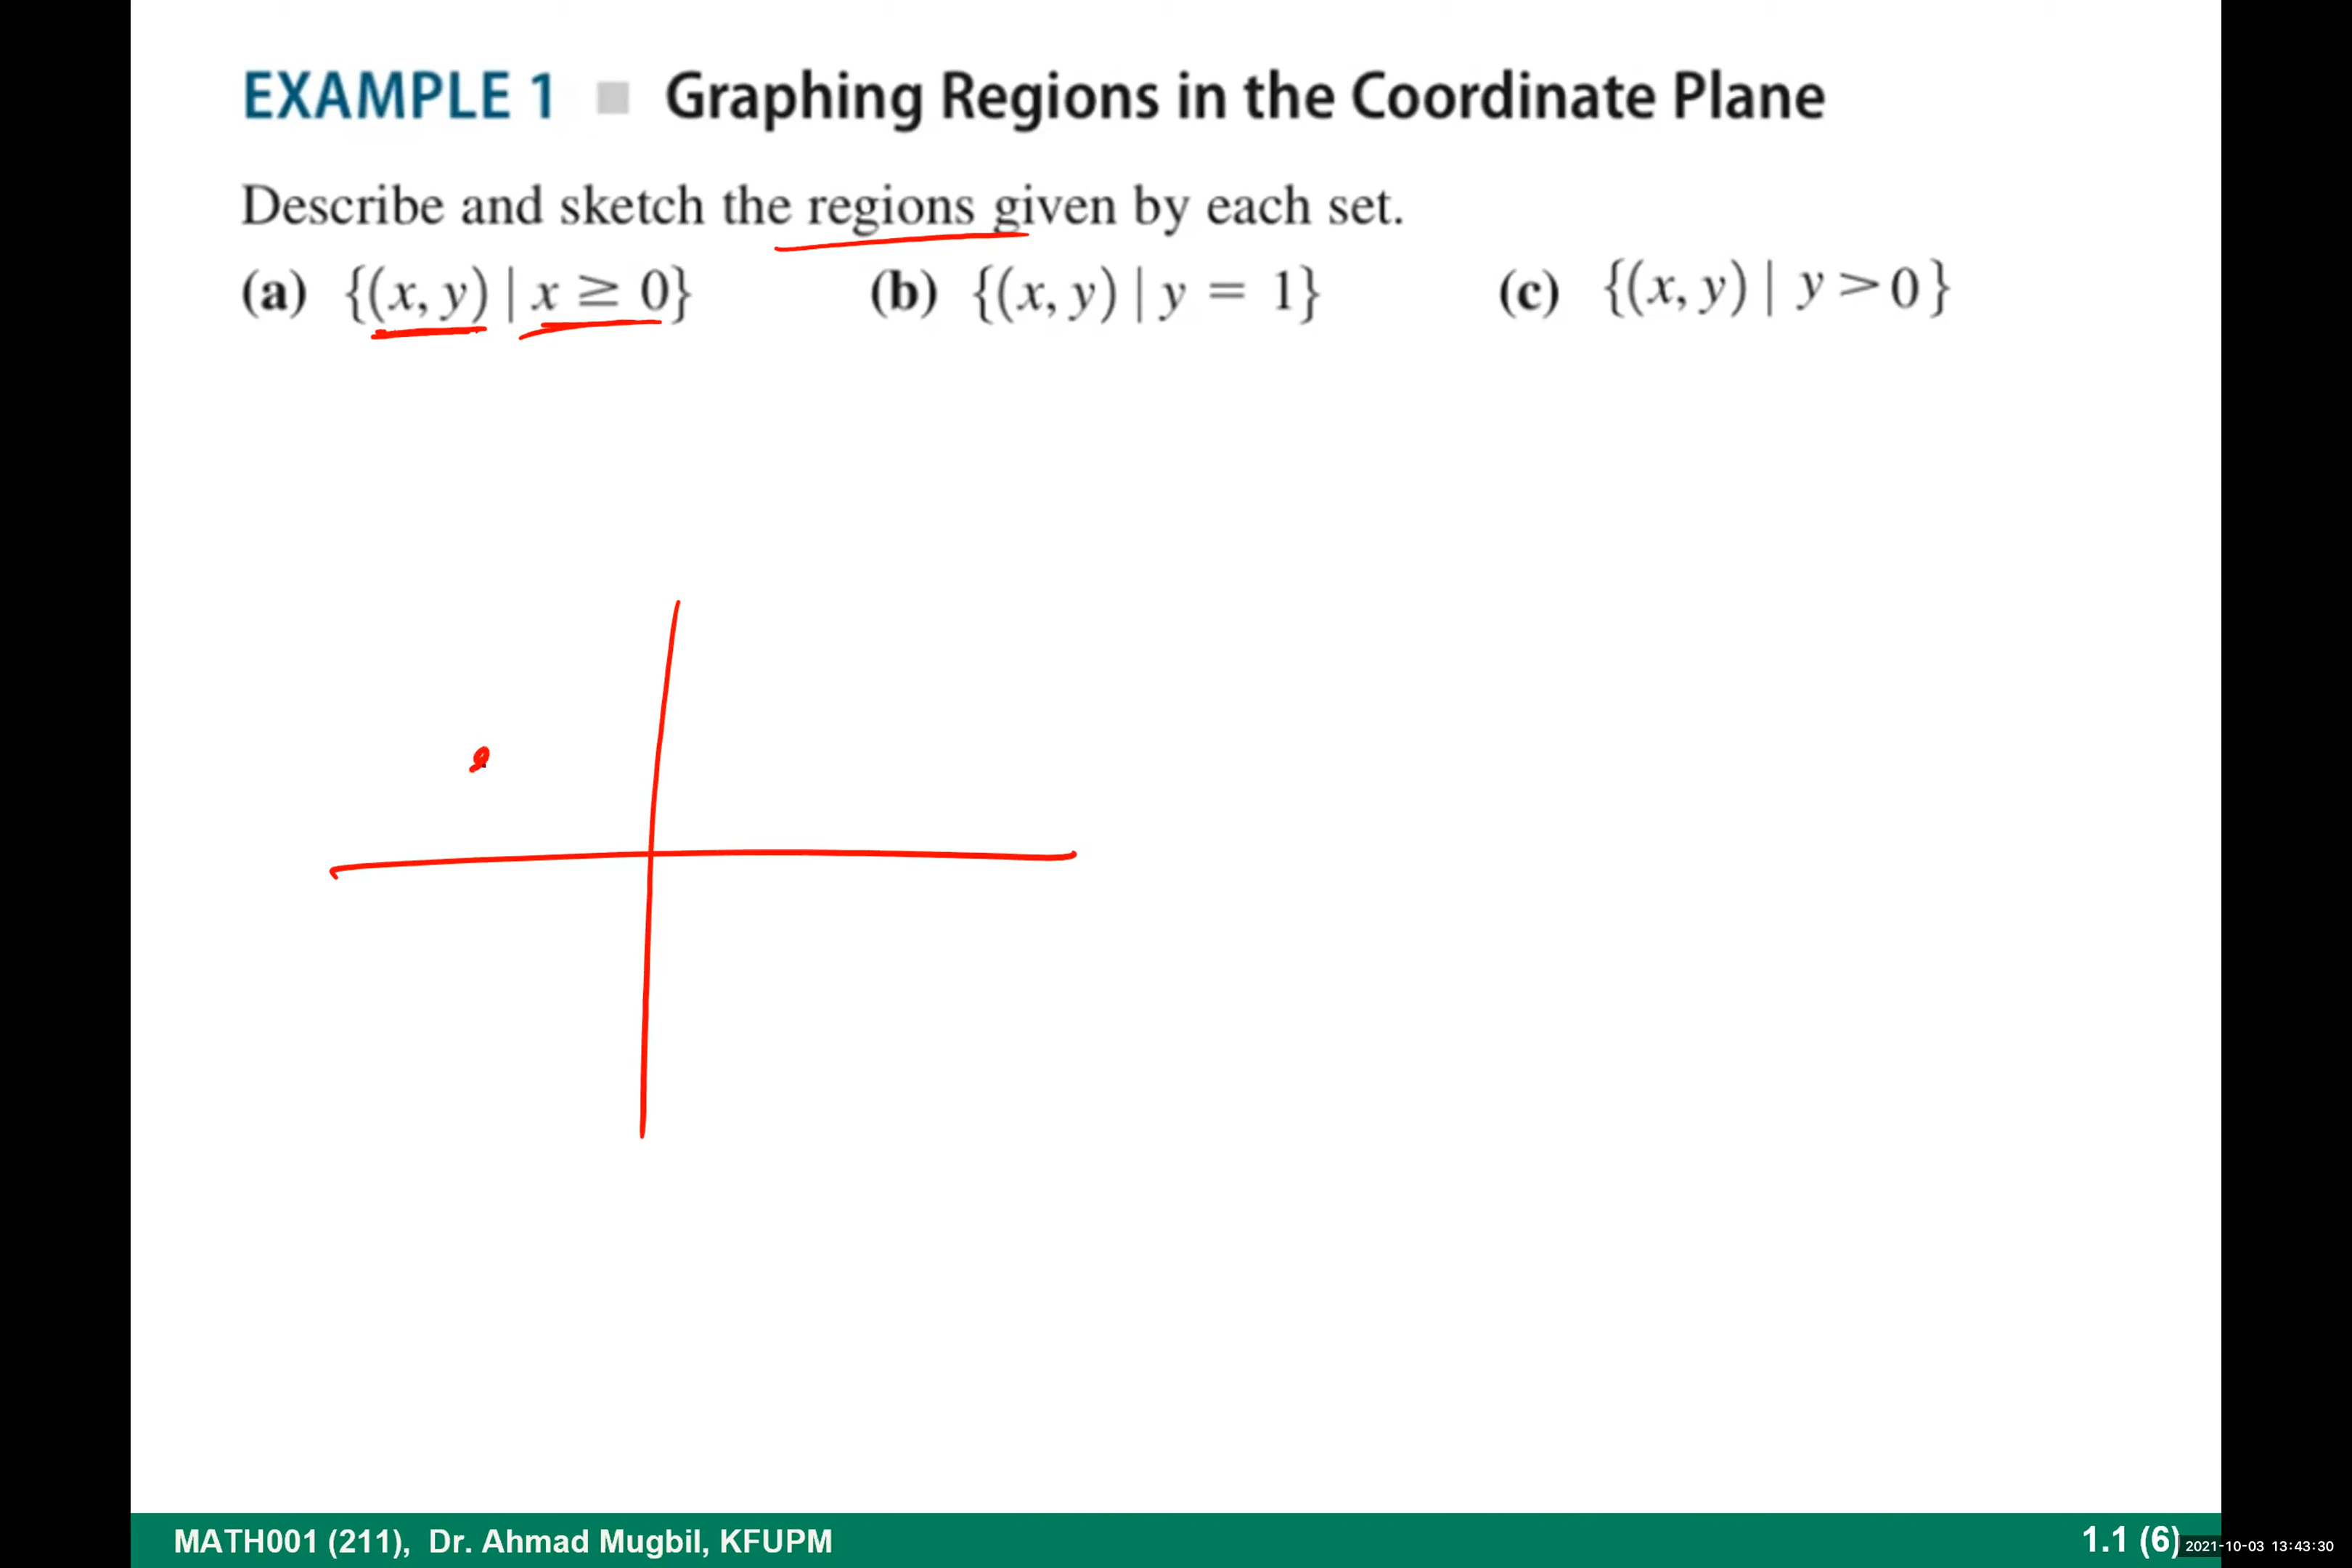 EXAMPLE 1 ■ Graphing Regions in the Coordinate Plane
Describe and sketch the regions given by each set.
(a) {(x, y) | x ≥ 0} (b) {(x, y) | y = 1} (c) {(x, y) | y > 0}
MATH001 (211), Dr. Ahmad Mugbil, KFUPM 1.1 (6) 2021-10-03 13:43:30